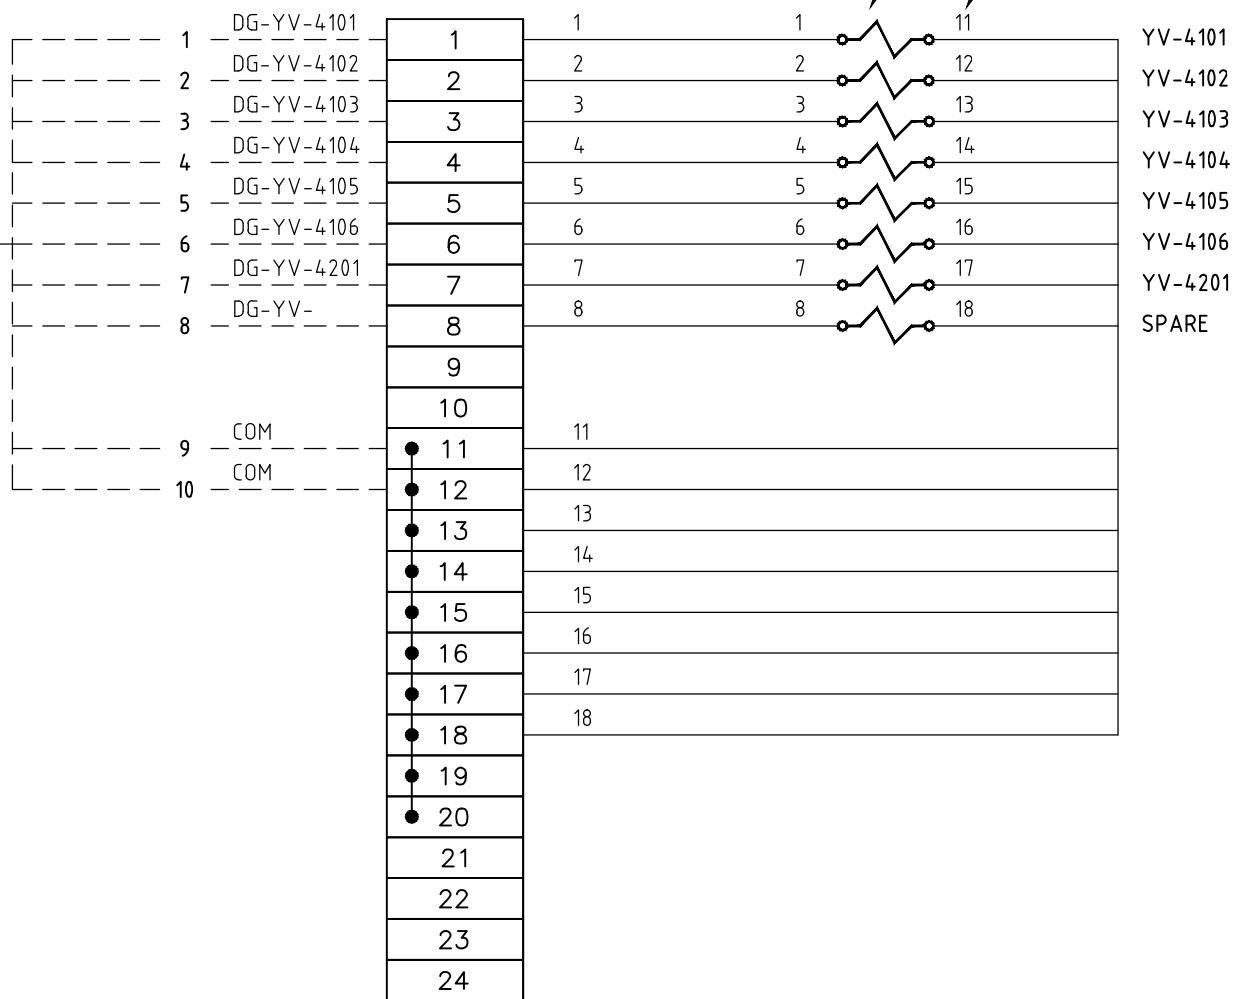 DG-YV-4101 1 1 11
1 1 YV-4101
DG-YV-4102 2 2 12
2 2 YV-4102
DG-YV-4103 3 3 13
3 3 YV-4103
DG-YV-4104 4 4 14
4 4 YV-4104
DG-YV-4105 5 5 15
5 5 YV-4105
DG-YV-4106 6 6 16
6 6 YV-4106
DG-YV-4201 7 7 17
7 7 YV-4201
DG-YV- 8 8 18
8 8 SPARE
9
10
COM 11
9 11
COM 12
10 12
13
13
14
14
15
15
16
16
17
17
18
18
19
20
21
22
23
24